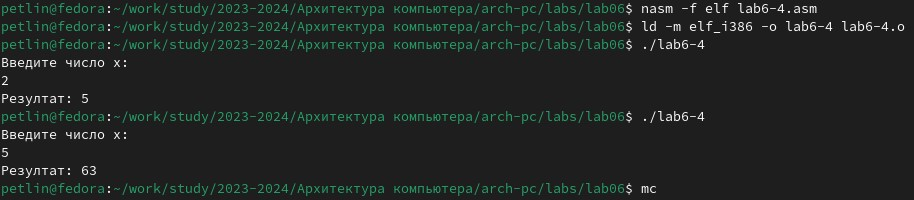 petlin@fedora:~/work/study/2023-2024/Архитектура компьютера/arch-pc/labs/lab06$ nasm -f elf lab6-4.asm
petlin@fedora:~/work/study/2023-2024/Архитектура компьютера/arch-pc/labs/lab06$ ld -m elf_i386 -o lab6-4 lab6-4.o
petlin@fedora:~/work/study/2023-2024/Архитектура компьютера/arch-pc/labs/lab06$ ./lab6-4
Введите число x:
2
Резултат: 5
petlin@fedora:~/work/study/2023-2024/Архитектура компьютера/arch-pc/labs/lab06$ ./lab6-4
Введите число x:
5
Резултат: 63
petlin@fedora:~/work/study/2023-2024/Архитектура компьютера/arch-pc/labs/lab06$ mc